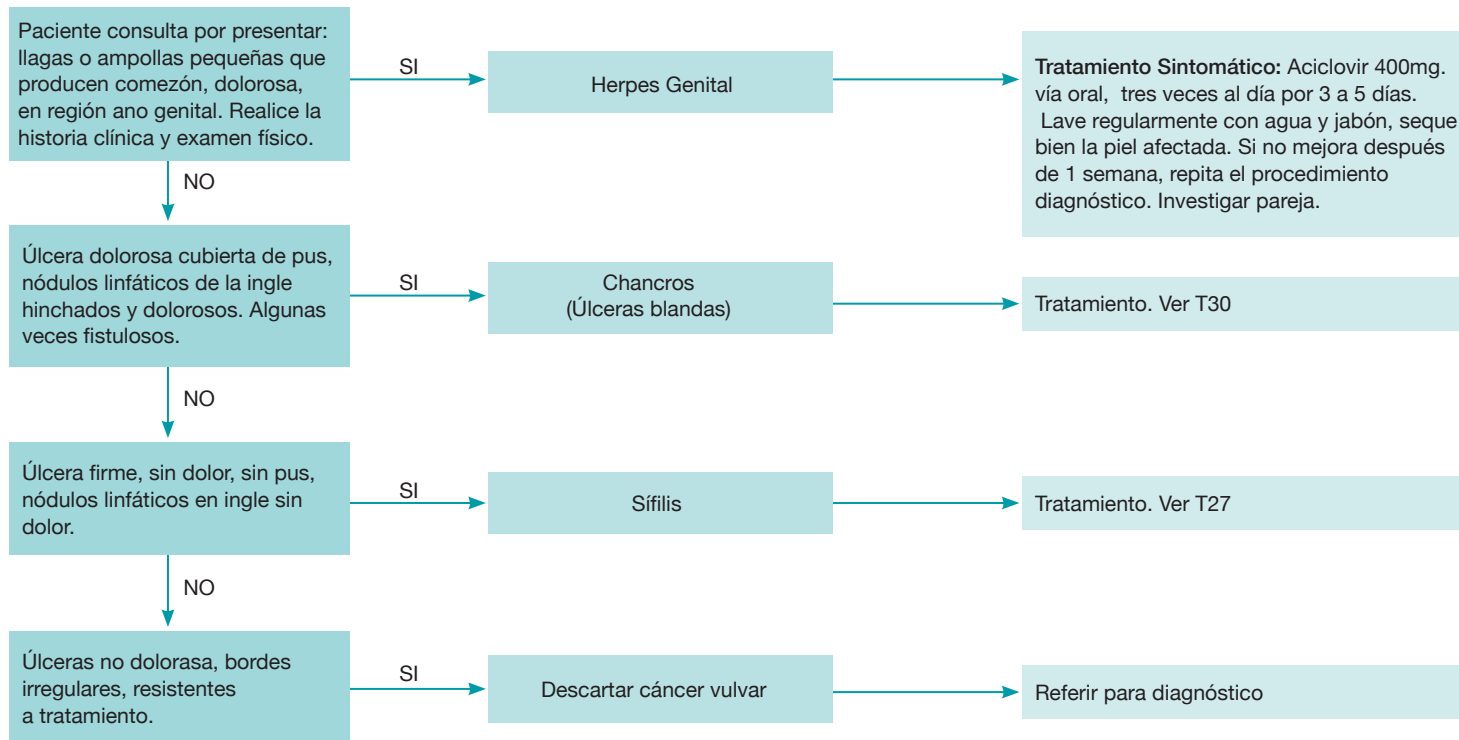 Paciente consulta por presentar:
llagas o ampollas pequeñas que
producen comezón, dolorosa,
en región ano genital. Realice la
historia clínica y examen físico.
SI
Herpes Genital
Tratamiento Sintomático: Aciclovir 400mg.
vía oral, tres veces al día por 3 a 5 días.
Lave regularmente con agua y jabón, seque
bien la piel afectada. Si no mejora después
de 1 semana, repita el procedimiento
diagnóstico. Investigar pareja.
NO
Úlcera dolorosa cubierta de pus,
nódulos linfáticos de la ingle
hinchados y dolorosos. Algunas
veces fistulosos.
SI
Chancros
(Úlceras blandas)
Tratamiento. Ver T30
NO
Úlcera firme, sin dolor, sin pus,
nódulos linfáticos en ingle sin
dolor.
SI
Sífilis
Tratamiento. Ver T27
NO
Úlceras no dolorasa, bordes
irregulares, resistentes
a tratamiento.
SI
Descartar cáncer vulvar
Referir para diagnóstico